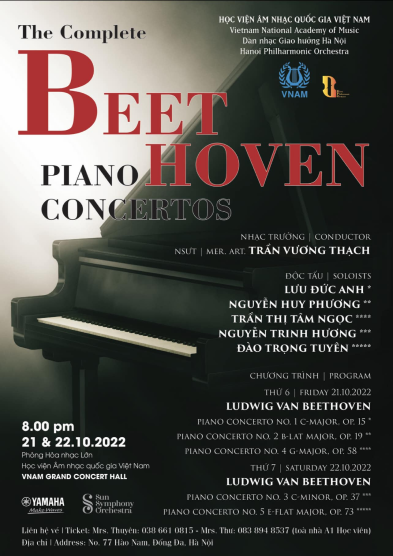 HỌC VIỆN ÂM NHẠC QUỐC GIA VIỆT NAM
Vietnam National Academy of Music
Dàn nhạc Giao hưởng Hà Nội
Hanoi Philharmonic Orchestra
VNAM
The Complete
BEET
HOVEN
PIANO
CONCERTOS
NHẠC TRƯỞNG | CONDUCTOR
NSƯT | MER. ART. TRẦN VƯƠNG THẠCH
ĐỘC TẤU | SOLOISTS
LƯU ĐỨC ANH *
NGUYỄN HUY PHƯƠNG **
TRẦN THỊ TÂM NGỌC ****
NGUYỄN TRINH HƯƠNG ***
ĐÀO TRỌNG TUYÊN *****
CHƯƠNG TRÌNH | PROGRAM
THỨ 6 | FRIDAY 21.10.2022
LUDWIG VAN BEETHOVEN
PIANO CONCERTO NO. 1 C-MAJOR, OP. 15 *
PIANO CONCERTO NO. 2 B-LAT MAJOR, OP. 19 **
PIANO CONCERTO NO. 4 G-MAJOR, OP. 58 ****
THỨ 7 | SATURDAY 22.10.2022
LUDWIG VAN BEETHOVEN
PIANO CONCERTO NO. 3 C-MINOR, OP. 37 ***
PIANO CONCERTO NO. 5 E-FLAT MAJOR, OP. 73 *****
8.00 pm
21 & 22.10.2022
Phòng Hòa nhạc Lớn
Học viện Âm nhạc quốc gia Việt Nam
VNAM GRAND CONCERT HALL
YAMAHA
Make Waves
Sun
Symphony
Orchestra
Liên hệ vé | Ticket: Mrs. Thuyên: 038 661 0815 - Mrs. Thư: 083 894 8537 (toà nhà A1 Học viện)
Địa chỉ | Address: No. 77 Hào Nam, Đống Đa, Hà Nội